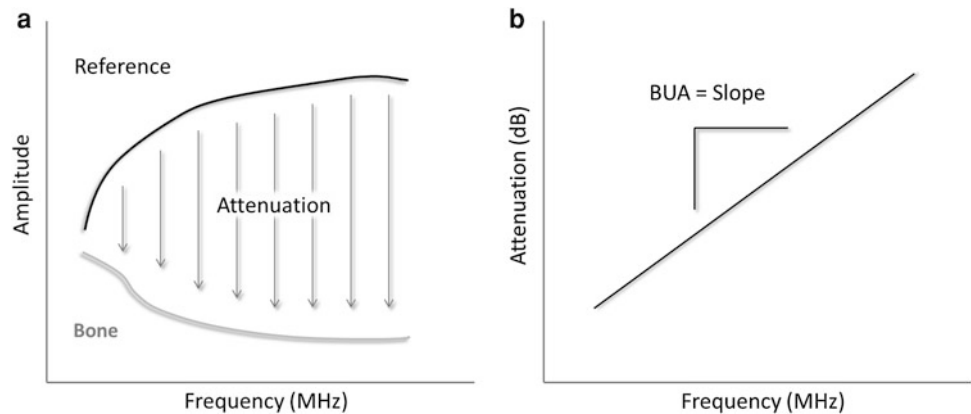 a
Reference
Amplitude
Attenuation
Bone
Frequency (MHz)
b
BUA = Slope
Attenuation (dB)
Frequency (MHz)